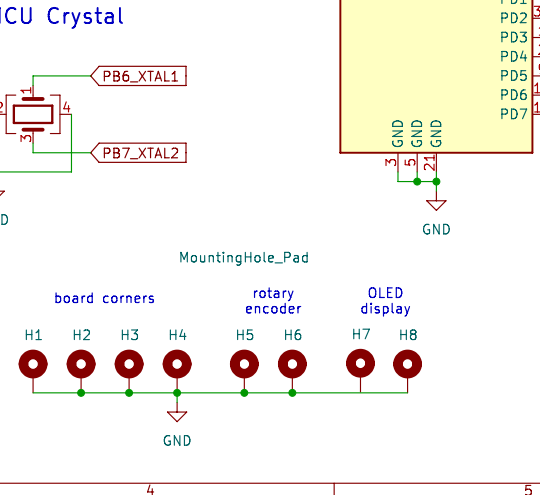 MCU Crystal
PB6_XTAL1
1
2
4
3
PB7_XTAL2
PD2
PD3
PD4
PD5
PD6
PD7
GND
GND
GND
3
5
21
GND
MountingHole_Pad
board corners
rotary
encoder
OLED
display
H1
H2
H3
H4
H5
H6
H7
H8
GND
4
5